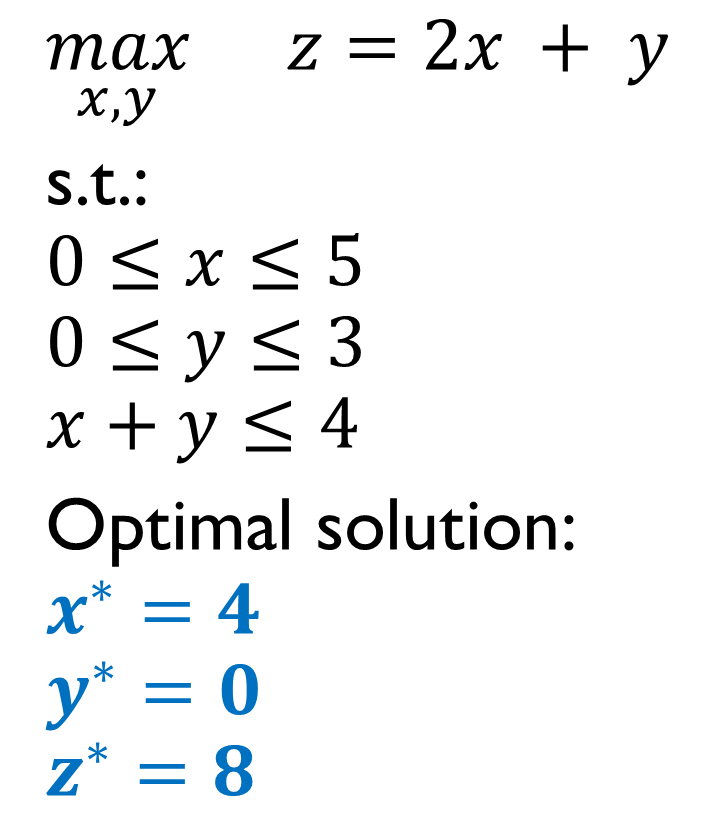 max z = 2x + y
x,y
s.t.:
0 ≤ x ≤ 5
0 ≤ y ≤ 3
x + y ≤ 4
Optimal solution:
x* = 4
y* = 0
z* = 8